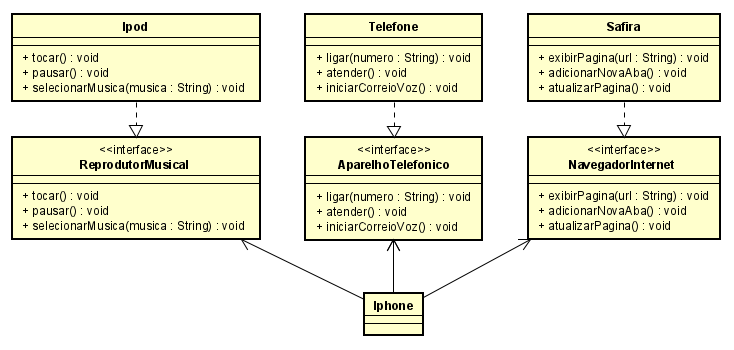 Ipod
+ tocar() : void
+ pausar() : void
+ selecionarMusica(musica : String) : void
Telefone
+ ligar(numero : String) : void
+ atender() : void
+ iniciarCorreioVoz() : void
Safira
+ exibirPagina(url : String) : void
+ adicionarNovaAba() : void
+ atualizarPagina() : void
<<interface>>
ReprodutorMusical
+ tocar() : void
+ pausar() : void
+ selecionarMusica(musica : String) : void
<<interface>>
AparelhoTelefonico
+ ligar(numero : String) : void
+ atender() : void
+ iniciarCorreioVoz() : void
<<interface>>
NavegadorInternet
+ exibirPagina(url : String) : void
+ adicionarNovaAba() : void
+ atualizarPagina() : void
Iphone